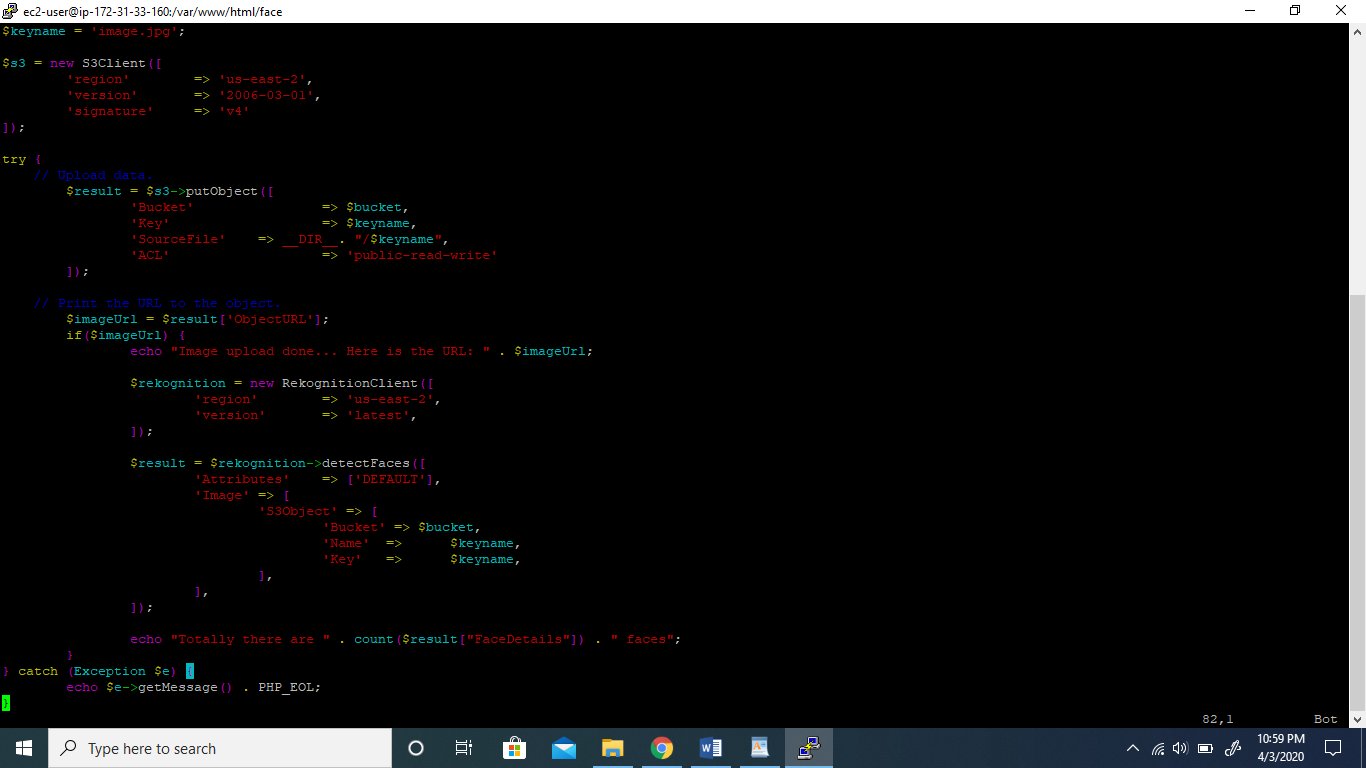 ec2-user@ip-172-31-33-160:/var/www/html/face
$keyname = 'image.jpg';
$s3 = new S3Client([
'region' => 'us-east-2',
'version' => '2006-03-01',
'signature' => 'v4'
]);
try {
// Upload data.
$result = $s3->putObject([
'Bucket' => $bucket,
'Key' => $keyname,
'SourceFile' => __DIR__. "/$keyname",
'ACL' => 'public-read-write'
]);
// Print the URL to the object.
$imageUrl = $result['ObjectURL'];
if($imageUrl) {
echo "Image upload done... Here is the URL: " . $imageUrl;
$rekognition = new RekognitionClient([
'region' => 'us-east-2',
'version' => 'latest',
]);
$result = $rekognition->detectFaces([
'Attributes' => ['DEFAULT'],
'Image' => [
'S3Object' => [
'Bucket' => $bucket,
'Name' => $keyname,
'Key' => $keyname,
],
],
]);
echo "Totally there are " . count($result["FaceDetails"]) . " faces";
}
} catch (Exception $e) {
echo $e->getMessage() . PHP_EOL;
}
82,1 Bot
Type here to search
10:59 PM
4/3/2020